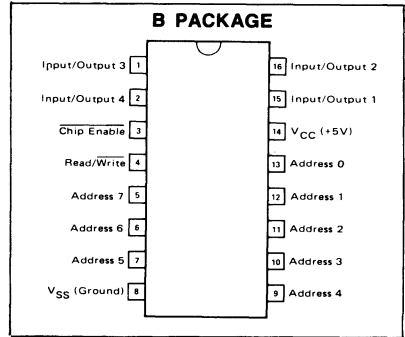 B PACKAGE
Input/Output 3 1
16 Input/Output 2
Input/Output 4 2
15 Input/Output 1
Chip Enable 3
14 VCC (+5V)
Read/Write 4
13 Address 0
Address 7 5
12 Address 1
Address 6 6
11 Address 2
Address 5 7
10 Address 3
VSS (Ground) 8
9 Address 4